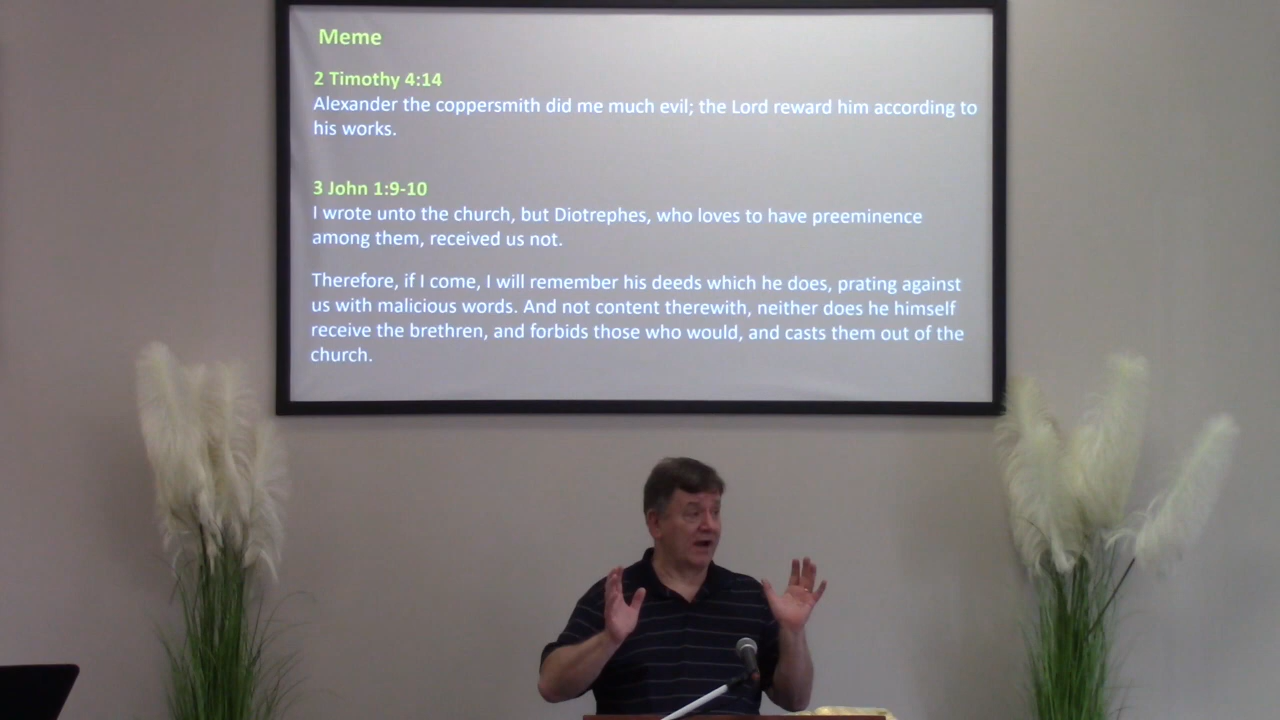 Meme
2 Timothy 4:14
Alexander the coppersmith did me much evil; the Lord reward him according to
his works.
3 John 1:9-10
I wrote unto the church, but Diotrephes, who loves to have preeminence
among them, received us not.
Therefore, if I come, I will remember his deeds which he does, prating against
us with malicious words. And not content therewith, neither does he himself
receive the brethren, and forbids those who would, and casts them out of the
church.